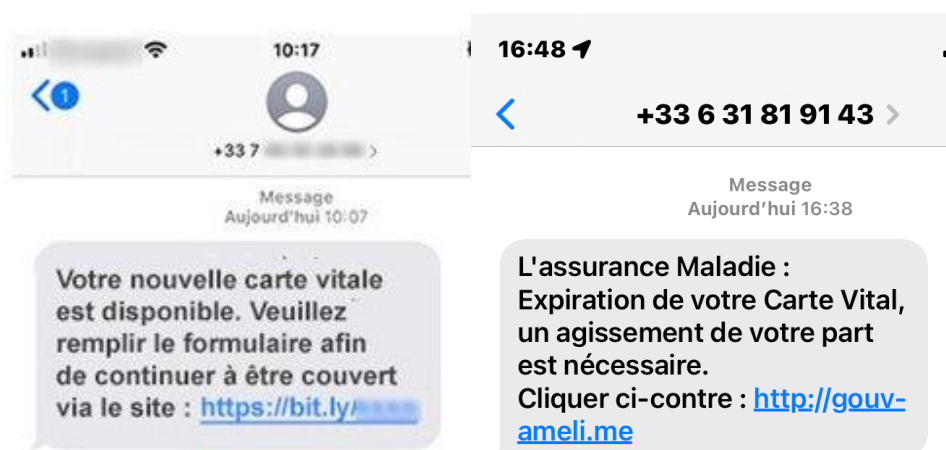 10:17
1
+33 7
Message
Aujourd'hui 10:07
Votre nouvelle carte vitale
est disponible. Veuillez
remplir le formulaire afin
de continuer à être couvert
via le site : https://bit.ly/
16:48
+33 6 31 81 91 43
Message
Aujourd'hui 16:38
L'assurance Maladie :
Expiration de votre Carte Vital,
un agissement de votre part
est nécessaire.
Cliquer ci-contre : http://gouv-
ameli.me